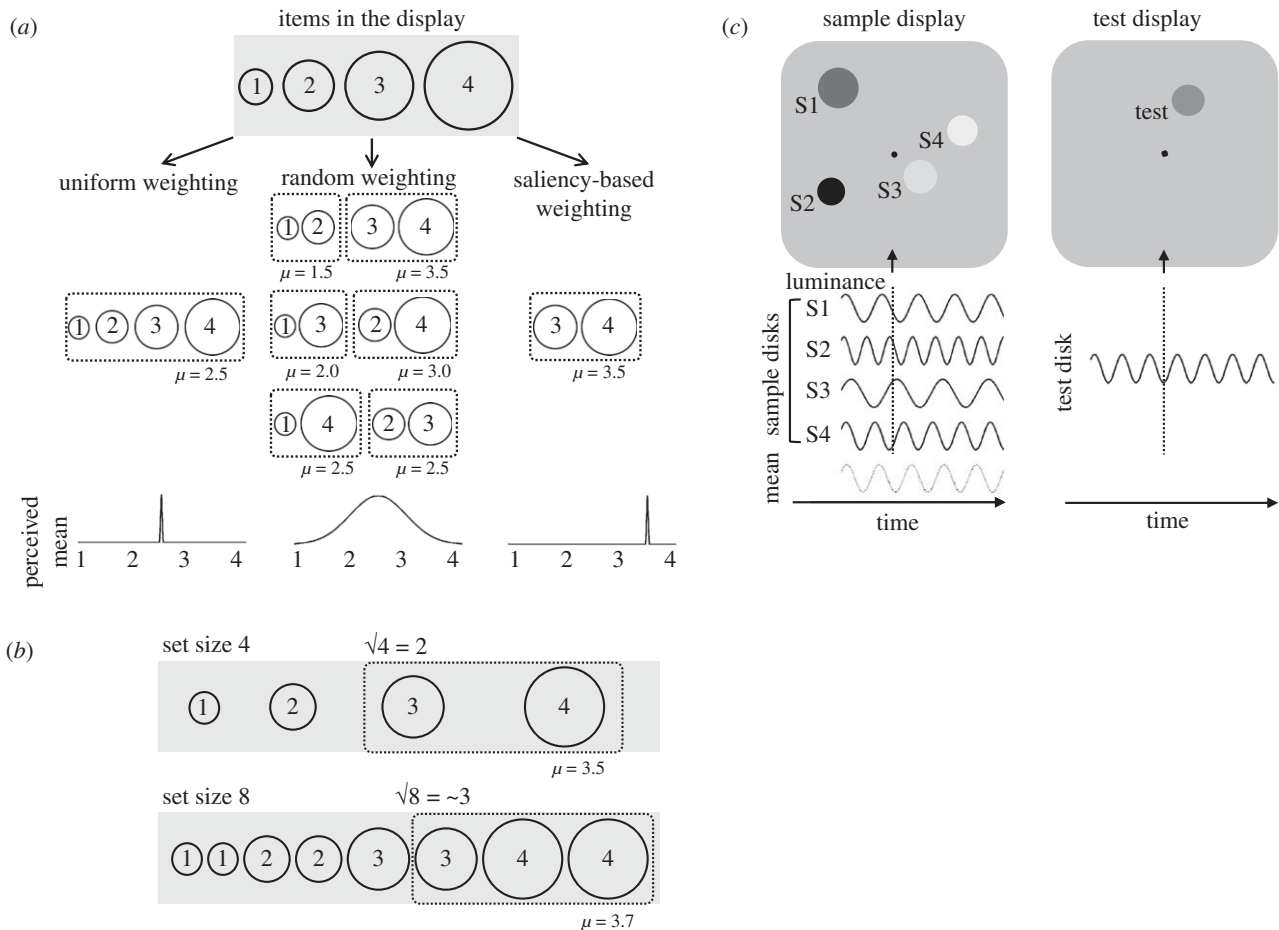 (a)
items in the display
1 2 3 4
uniform weighting
random weighting
saliency-based
weighting
1 2 3 4
μ = 1.5 μ = 3.5
1 2 3 4
μ = 2.5
1 3 2 4
μ = 2.0 μ = 3.0
3 4
μ = 3.5
1 4 2 3
μ = 2.5 μ = 2.5
perceived
mean
1 2 3 4
1 2 3 4
1 2 3 4
(b)
set size 4
√4 = 2
1 2 3 4
μ = 3.5
set size 8
√8 = ~3
1 1 2 2 3 3 4 4
μ = 3.7
(c)
sample display
S1
S4
S3
S2
luminance
sample disks
S1
S2
S3
S4
mean
time
test display
test
test disk
time